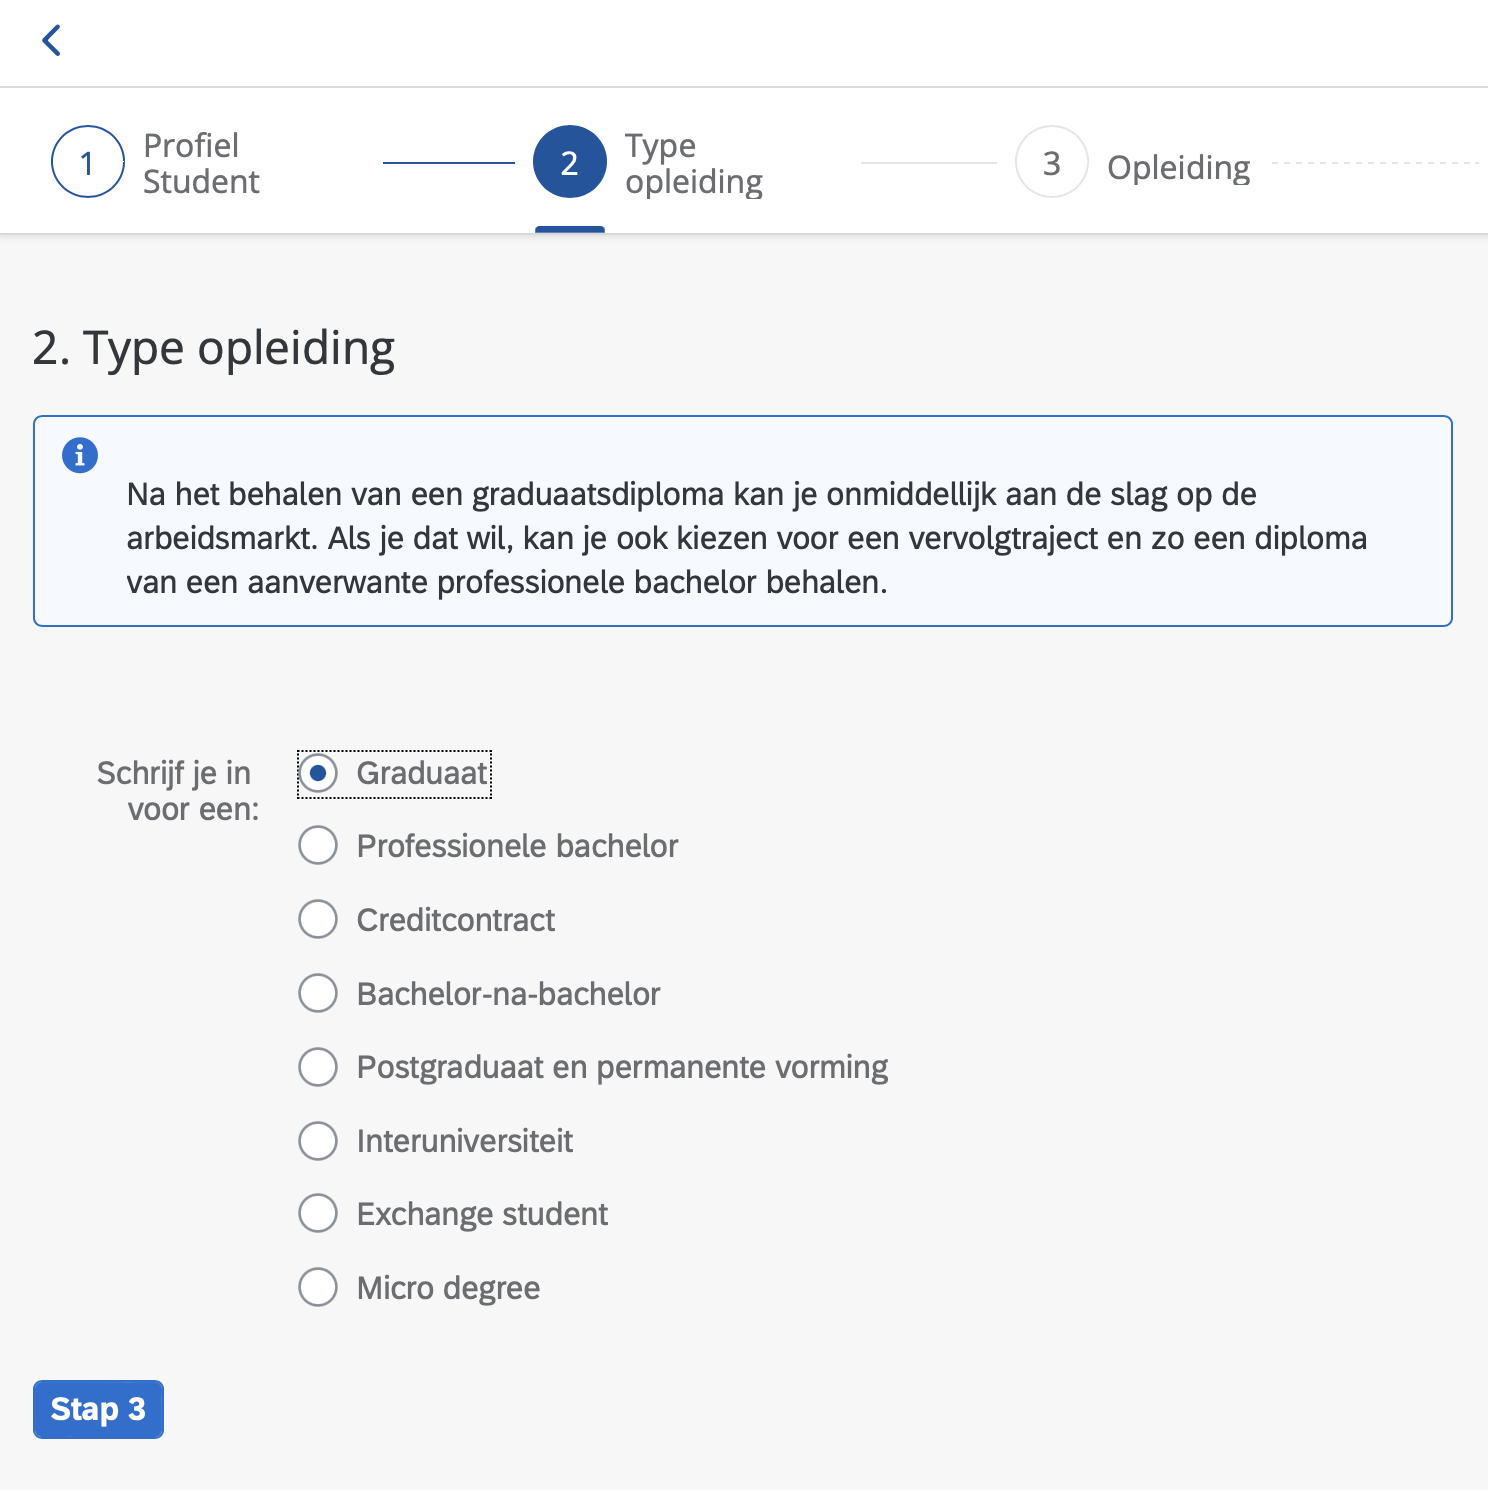 1
Profiel
Student
2
Type
opleiding
3
Opleiding
2. Type opleiding
Na het behalen van een graduaatsdiploma kan je onmiddellijk aan de slag op de
arbeidsmarkt. Als je dat wil, kan je ook kiezen voor een vervolgtraject en zo een diploma
van een aanverwante professionele bachelor behalen.
Schrijf je in
voor een:
Graduaat
Professionele bachelor
Creditcontract
Bachelor-na-bachelor
Postgraduaat en permanente vorming
Interuniversiteit
Exchange student
Micro degree
Stap 3